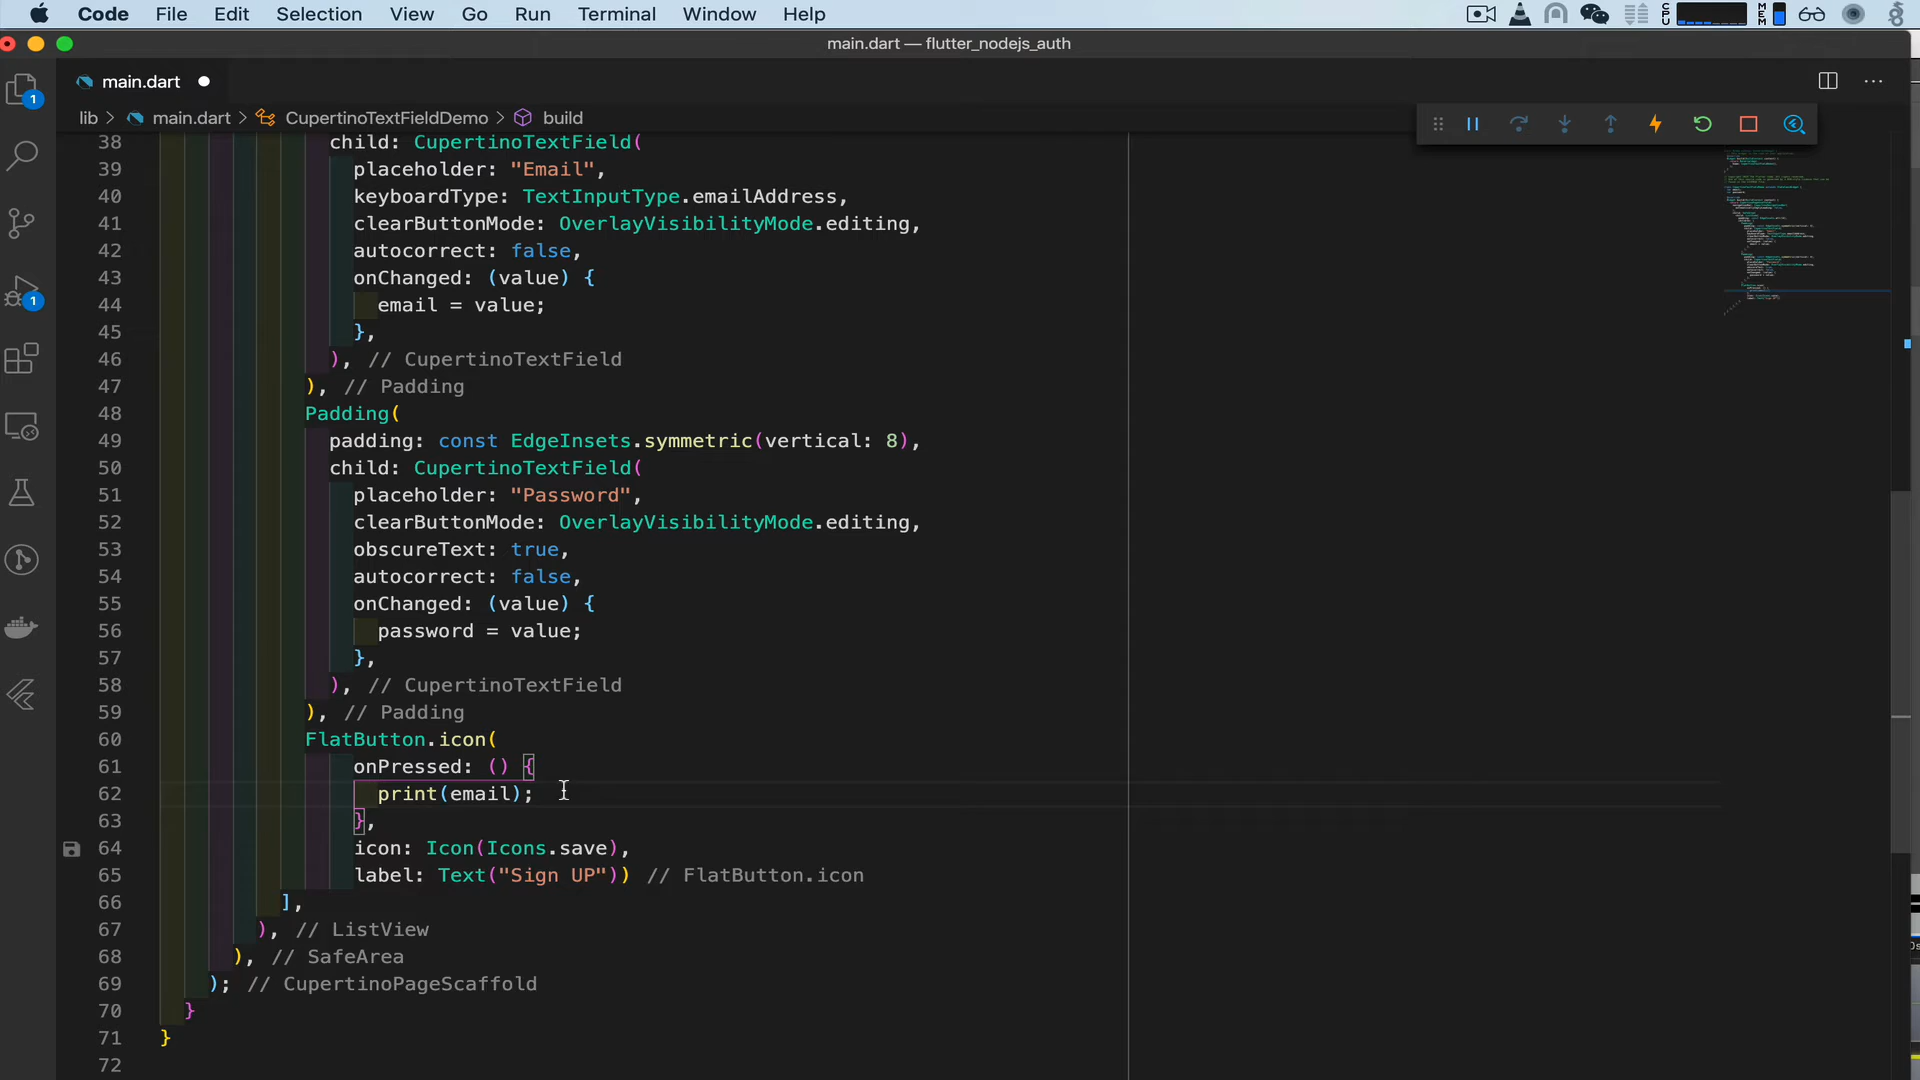 Code File Edit Selection View Go Run Terminal Window Help
CPU MEM
main.dart — flutter_nodejs_auth
main.dart
lib > main.dart > CupertinoTextFieldDemo > build
38 child: CupertinoTextField(
39 placeholder: "Email",
40 keyboardType: TextInputType.emailAddress,
41 clearButtonMode: OverlayVisibilityMode.editing,
42 autocorrect: false,
43 onChanged: (value) {
44 email = value;
45 },
46 ), // CupertinoTextField
47 ), // Padding
48 Padding(
49 padding: const EdgeInsets.symmetric(vertical: 8),
50 child: CupertinoTextField(
51 placeholder: "Password",
52 clearButtonMode: OverlayVisibilityMode.editing,
53 obscureText: true,
54 autocorrect: false,
55 onChanged: (value) {
56 password = value;
57 },
58 ), // CupertinoTextField
59 ), // Padding
60 FlatButton.icon(
61 onPressed: () {
62 print(email);
63 },
64 icon: Icon(Icons.save),
65 label: Text("Sign UP")) // FlatButton.icon
66 ],
67 ), // ListView
68 ), // SafeArea
69 ); // CupertinoPageScaffold
70 }
71 }
72
1
1